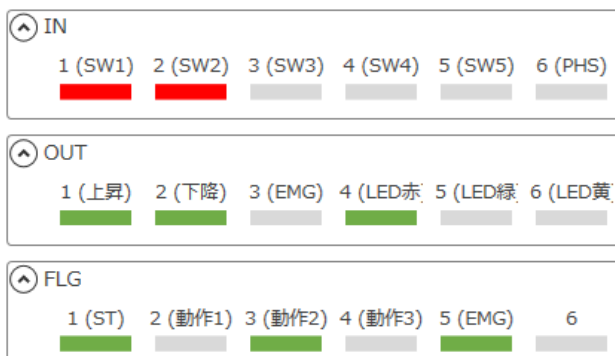 IN
1 (SW1) 2 (SW2) 3 (SW3) 4 (SW4) 5 (SW5) 6 (PHS)
OUT
1 (上昇) 2 (下降) 3 (EMG) 4 (LED赤) 5 (LED緑) 6 (LED黄
FLG
1 (ST) 2 (動作1) 3 (動作2) 4 (動作3) 5 (EMG) 6